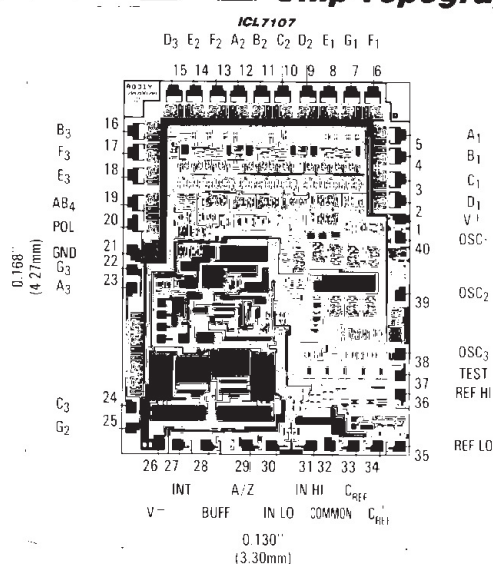 Chip Topogra
ICL7107
D3 E2 F2 A2 B2 C2 D2 E1 G1 F1
15 14 13 12 11 10 9 8 7 6
B3 16
F3 17
E3 18
AB4 19
POL 20
GND 21
G3 22
A3 23
C3 24
G2 25
5 A1
4 B1
3 C1
2 D1
1 V+
40 OSC
39 OSC2
38 OSC3
37 TEST
36 REF HI
35 REF LO
0.168"
(4.27mm)
26 27 28 29 30 31 32 33 34
INT A/Z IN HI CREF
V− BUFF IN LO COMMON CREF
0.130"
(3.30mm)